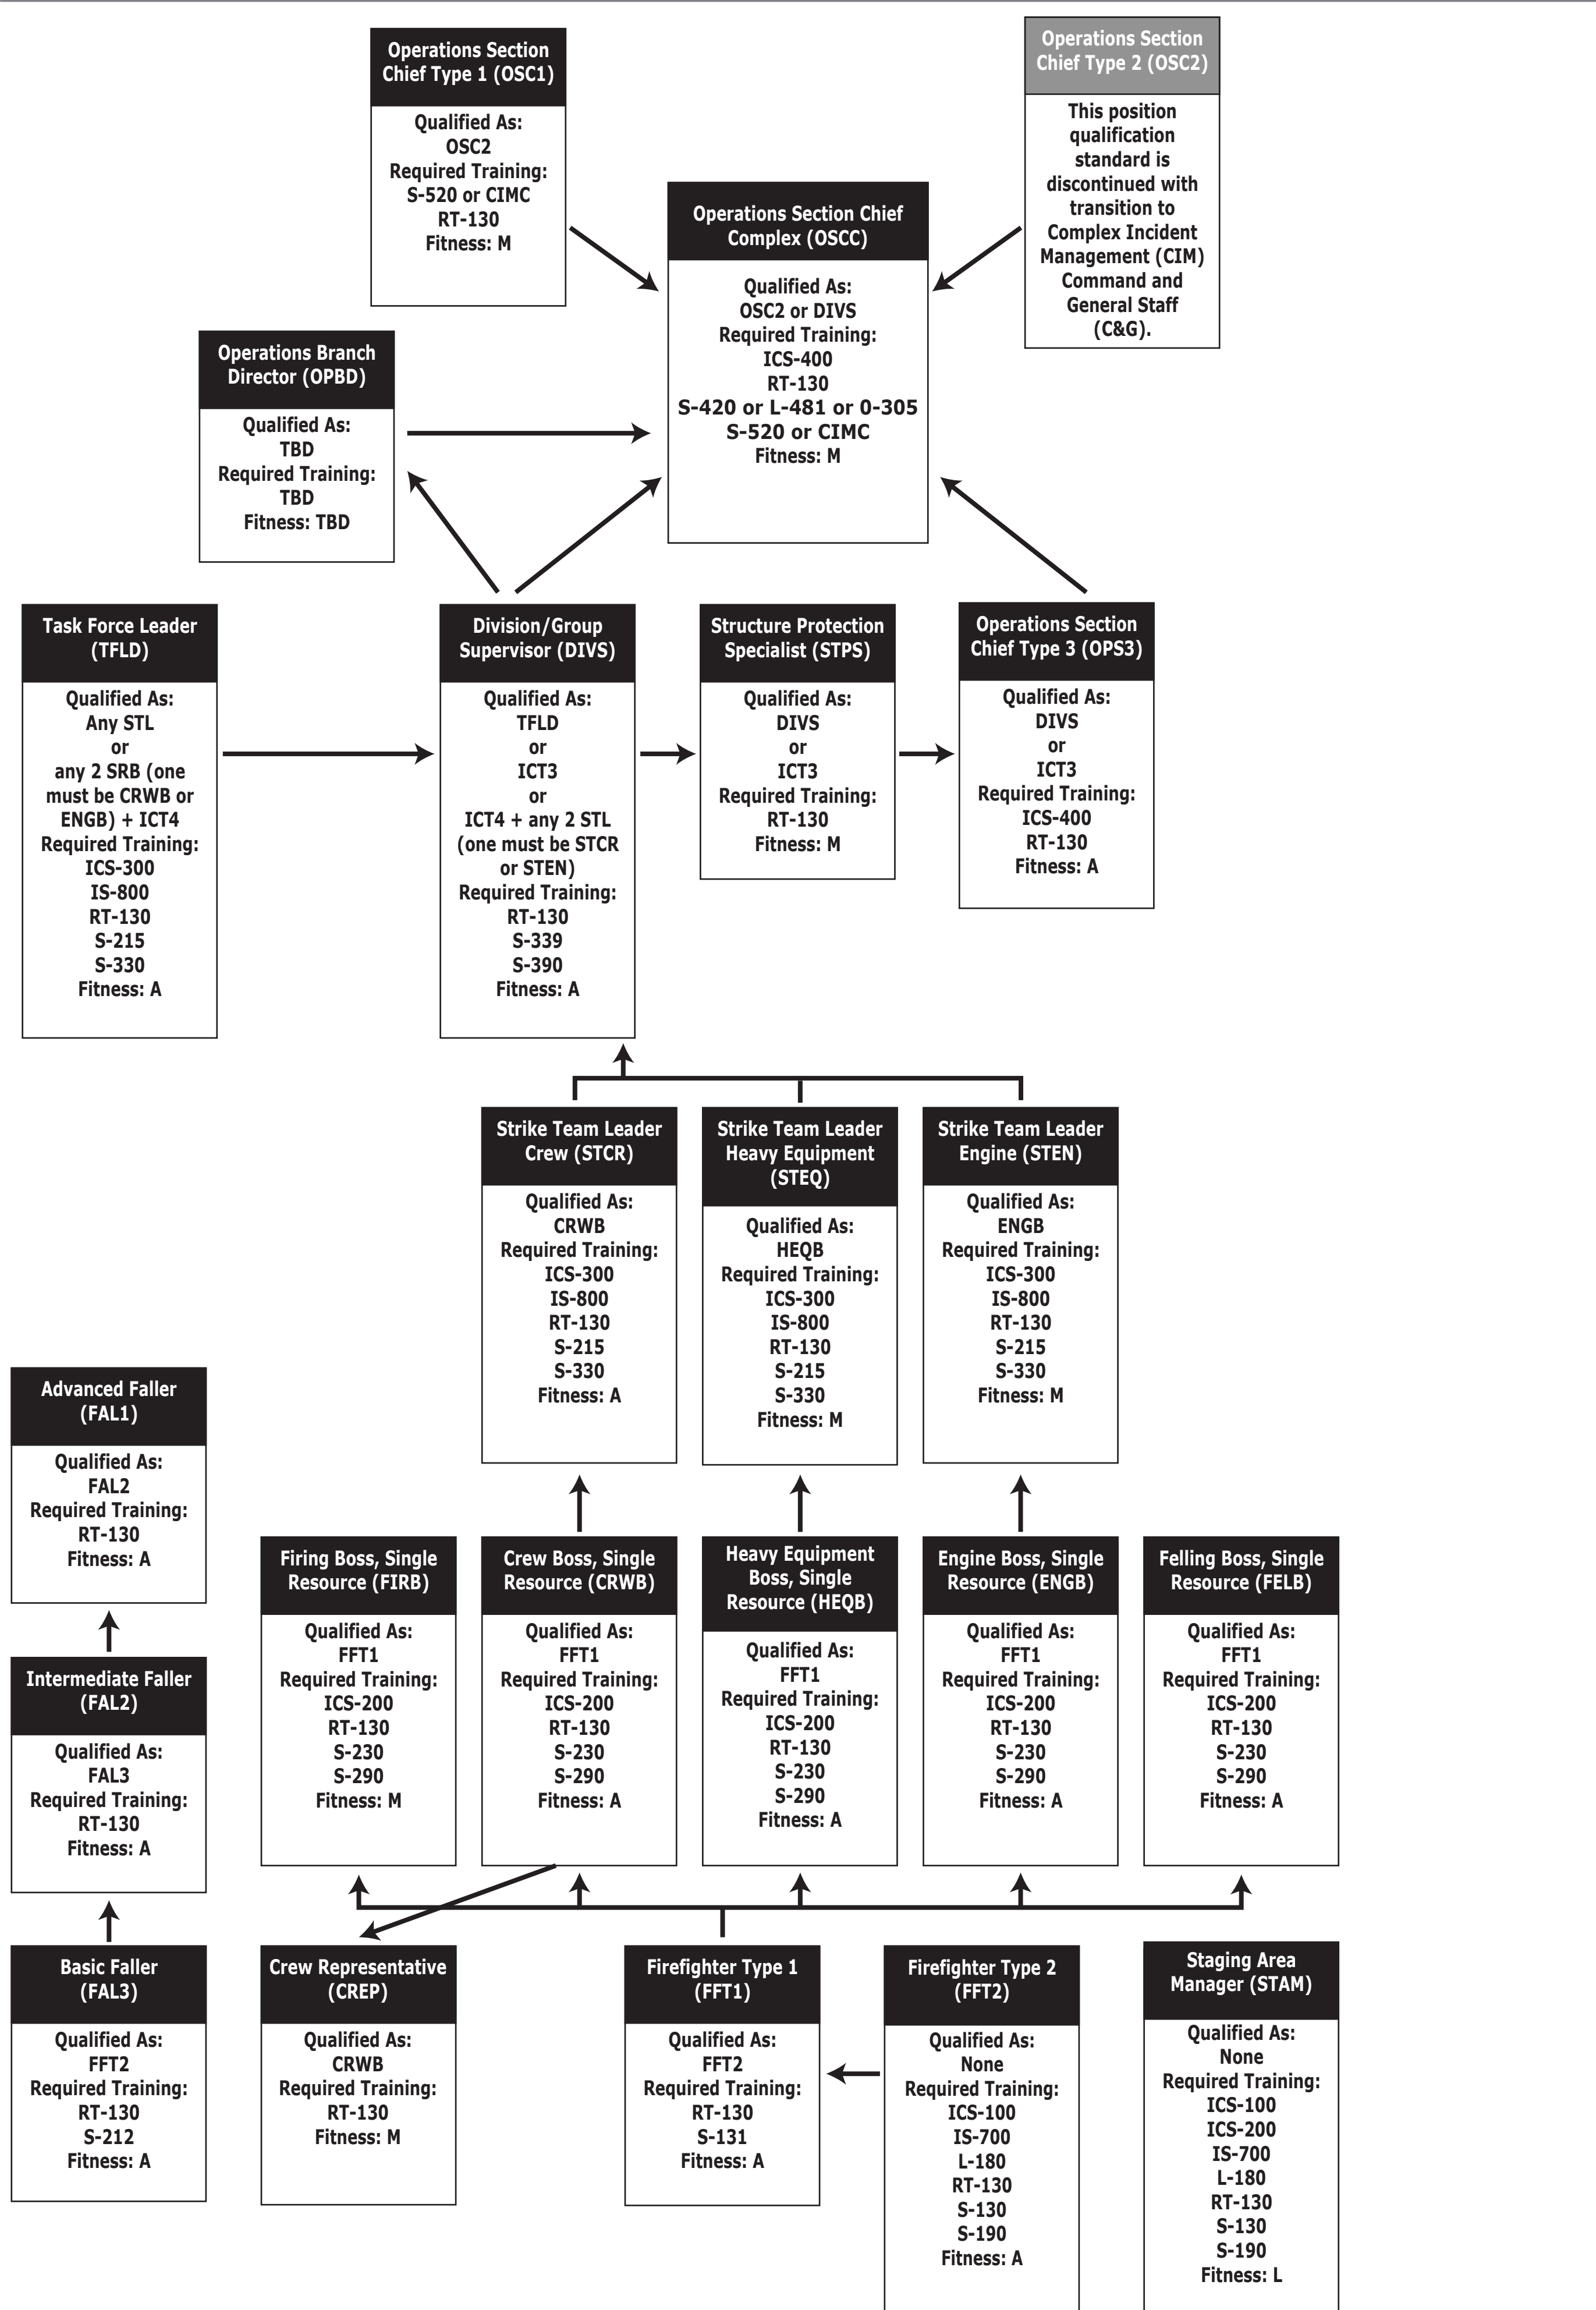 Operations Section
Chief Type 1 (OSC1)
Qualified As:
OSC2
Required Training:
S-520 or CIMC
RT-130
Fitness: M
Operations Section
Chief Type 2 (OSC2)
This position
qualification
standard is
discontinued with
transition to
Complex Incident
Management (CIM)
Command and
General Staff
(C&G).
Operations Section Chief
Complex (OSCC)
Qualified As:
OSC2 or DIVS
Required Training:
ICS-400
RT-130
S-420 or L-481 or 0-305
S-520 or CIMC
Fitness: M
Operations Branch
Director (OPBD)
Qualified As:
TBD
Required Training:
TBD
Fitness: TBD
Task Force Leader
(TFLD)
Qualified As:
Any STL
or
any 2 SRB (one
must be CRWB or
ENGB) + ICT4
Required Training:
ICS-300
IS-800
RT-130
S-215
S-330
Fitness: A
Division/Group
Supervisor (DIVS)
Qualified As:
TFLD
or
ICT3
or
ICT4 + any 2 STL
(one must be STCR
or STEN)
Required Training:
RT-130
S-339
S-390
Fitness: A
Structure Protection
Specialist (STPS)
Qualified As:
DIVS
or
ICT3
Required Training:
RT-130
Fitness: M
Operations Section
Chief Type 3 (OPS3)
Qualified As:
DIVS
or
ICT3
Required Training:
ICS-400
RT-130
Fitness: A
Strike Team Leader
Crew (STCR)
Qualified As:
CRWB
Required Training:
ICS-300
IS-800
RT-130
S-215
S-330
Fitness: A
Strike Team Leader
Heavy Equipment
(STEQ)
Qualified As:
HEQB
Required Training:
ICS-300
IS-800
RT-130
S-215
S-330
Fitness: M
Strike Team Leader
Engine (STEN)
Qualified As:
ENGB
Required Training:
ICS-300
IS-800
RT-130
S-215
S-330
Fitness: M
Advanced Faller
(FAL1)
Qualified As:
FAL2
Required Training:
RT-130
Fitness: A
Intermediate Faller
(FAL2)
Qualified As:
FAL3
Required Training:
RT-130
Fitness: A
Firing Boss, Single
Resource (FIRB)
Qualified As:
FFT1
Required Training:
ICS-200
RT-130
S-230
S-290
Fitness: M
Crew Boss, Single
Resource (CRWB)
Qualified As:
FFT1
Required Training:
ICS-200
RT-130
S-230
S-290
Fitness: A
Heavy Equipment
Boss, Single
Resource (HEQB)
Qualified As:
FFT1
Required Training:
ICS-200
RT-130
S-230
S-290
Fitness: A
Engine Boss, Single
Resource (ENGB)
Qualified As:
FFT1
Required Training:
ICS-200
RT-130
S-230
S-290
Fitness: A
Felling Boss, Single
Resource (FELB)
Qualified As:
FFT1
Required Training:
ICS-200
RT-130
S-230
S-290
Fitness: A
Basic Faller
(FAL3)
Qualified As:
FFT2
Required Training:
RT-130
S-212
Fitness: A
Crew Representative
(CREP)
Qualified As:
CRWB
Required Training:
RT-130
Fitness: M
Firefighter Type 1
(FFT1)
Qualified As:
FFT2
Required Training:
RT-130
S-131
Fitness: A
Firefighter Type 2
(FFT2)
Qualified As:
None
Required Training:
ICS-100
IS-700
L-180
RT-130
S-130
S-190
Fitness: A
Staging Area
Manager (STAM)
Qualified As:
None
Required Training:
ICS-100
ICS-200
IS-700
L-180
RT-130
S-130
S-190
Fitness: L